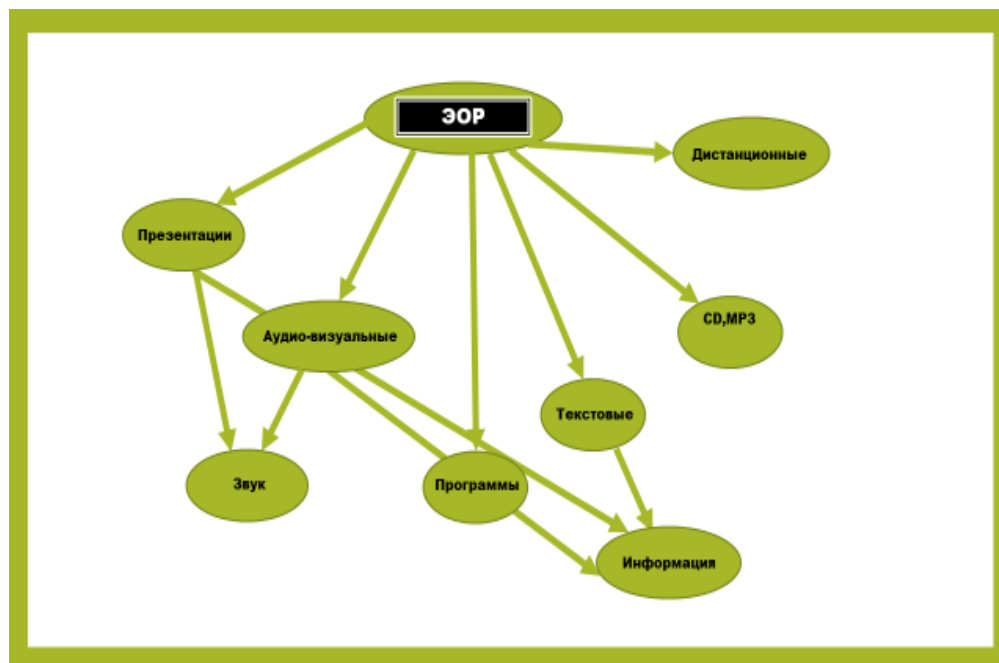 ЭОР
Дистанционные
Презентации
CD,MP3
Аудио-визуальные
Текстовые
Звук
Программы
Информация